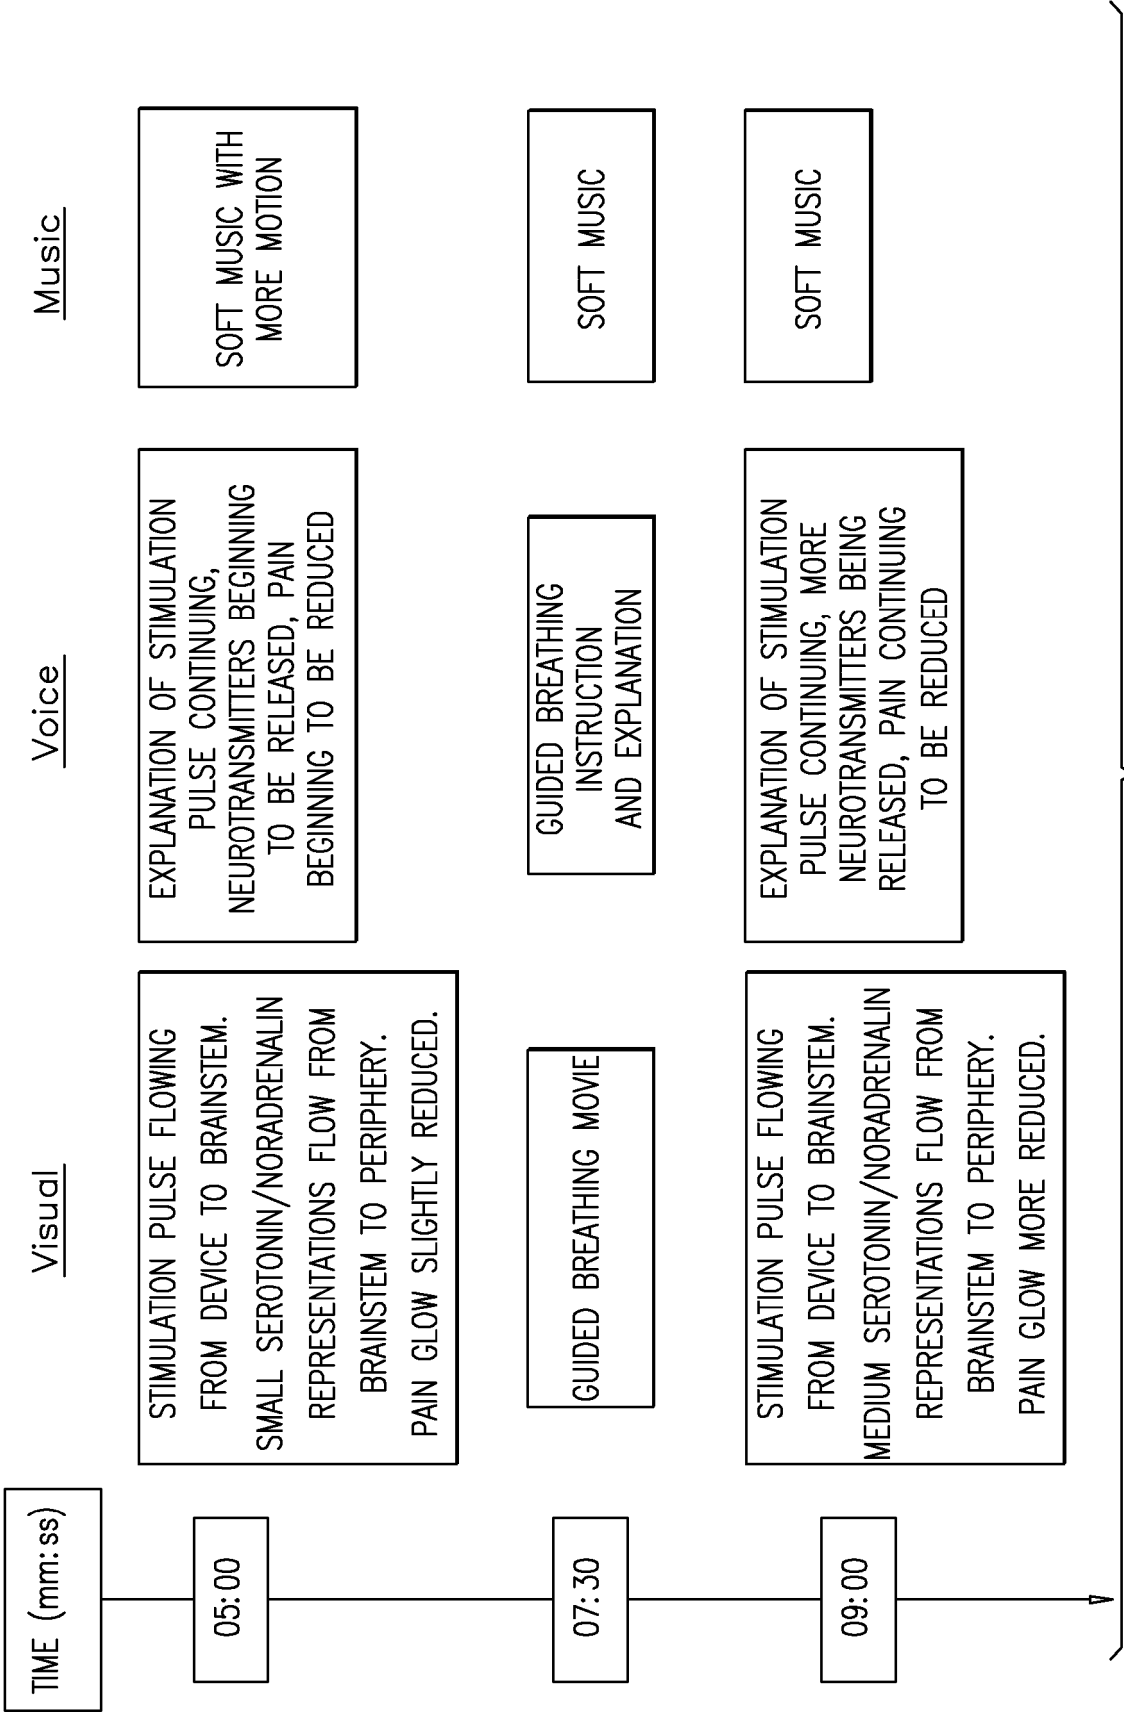 TIME (mm:ss)
Visual
Voice
Music
05:00
STIMULATION PULSE FLOWING
FROM DEVICE TO BRAINSTEM.
SMALL SEROTONIN/NORADRENALIN
REPRESENTATIONS FLOW FROM
BRAINSTEM TO PERIPHERY.
PAIN GLOW SLIGHTLY REDUCED.
EXPLANATION OF STIMULATION
PULSE CONTINUING,
NEUROTRANSMITTERS BEGINNING
TO BE RELEASED, PAIN
BEGINNING TO BE REDUCED
SOFT MUSIC WITH
MORE MOTION
07:30
GUIDED BREATHING MOVIE
GUIDED BREATHING
INSTRUCTION
AND EXPLANATION
SOFT MUSIC
09:00
STIMULATION PULSE FLOWING
FROM DEVICE TO BRAINSTEM.
MEDIUM SEROTONIN/NORADRENALIN
REPRESENTATIONS FLOW FROM
BRAINSTEM TO PERIPHERY.
PAIN GLOW MORE REDUCED.
EXPLANATION OF STIMULATION
PULSE CONTINUING, MORE
NEUROTRANSMITTERS BEING
RELEASED, PAIN CONTINUING
TO BE REDUCED
SOFT MUSIC